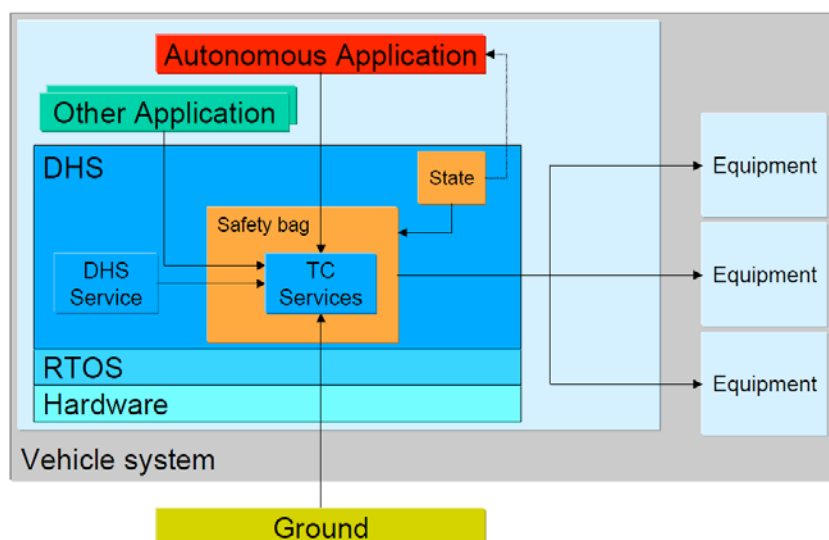 Autonomous Application
Other Application
DHS
State
Safety bag
DHS
Service
TC
Services
RTOS
Hardware
Vehicle system
Ground
Equipment
Equipment
Equipment